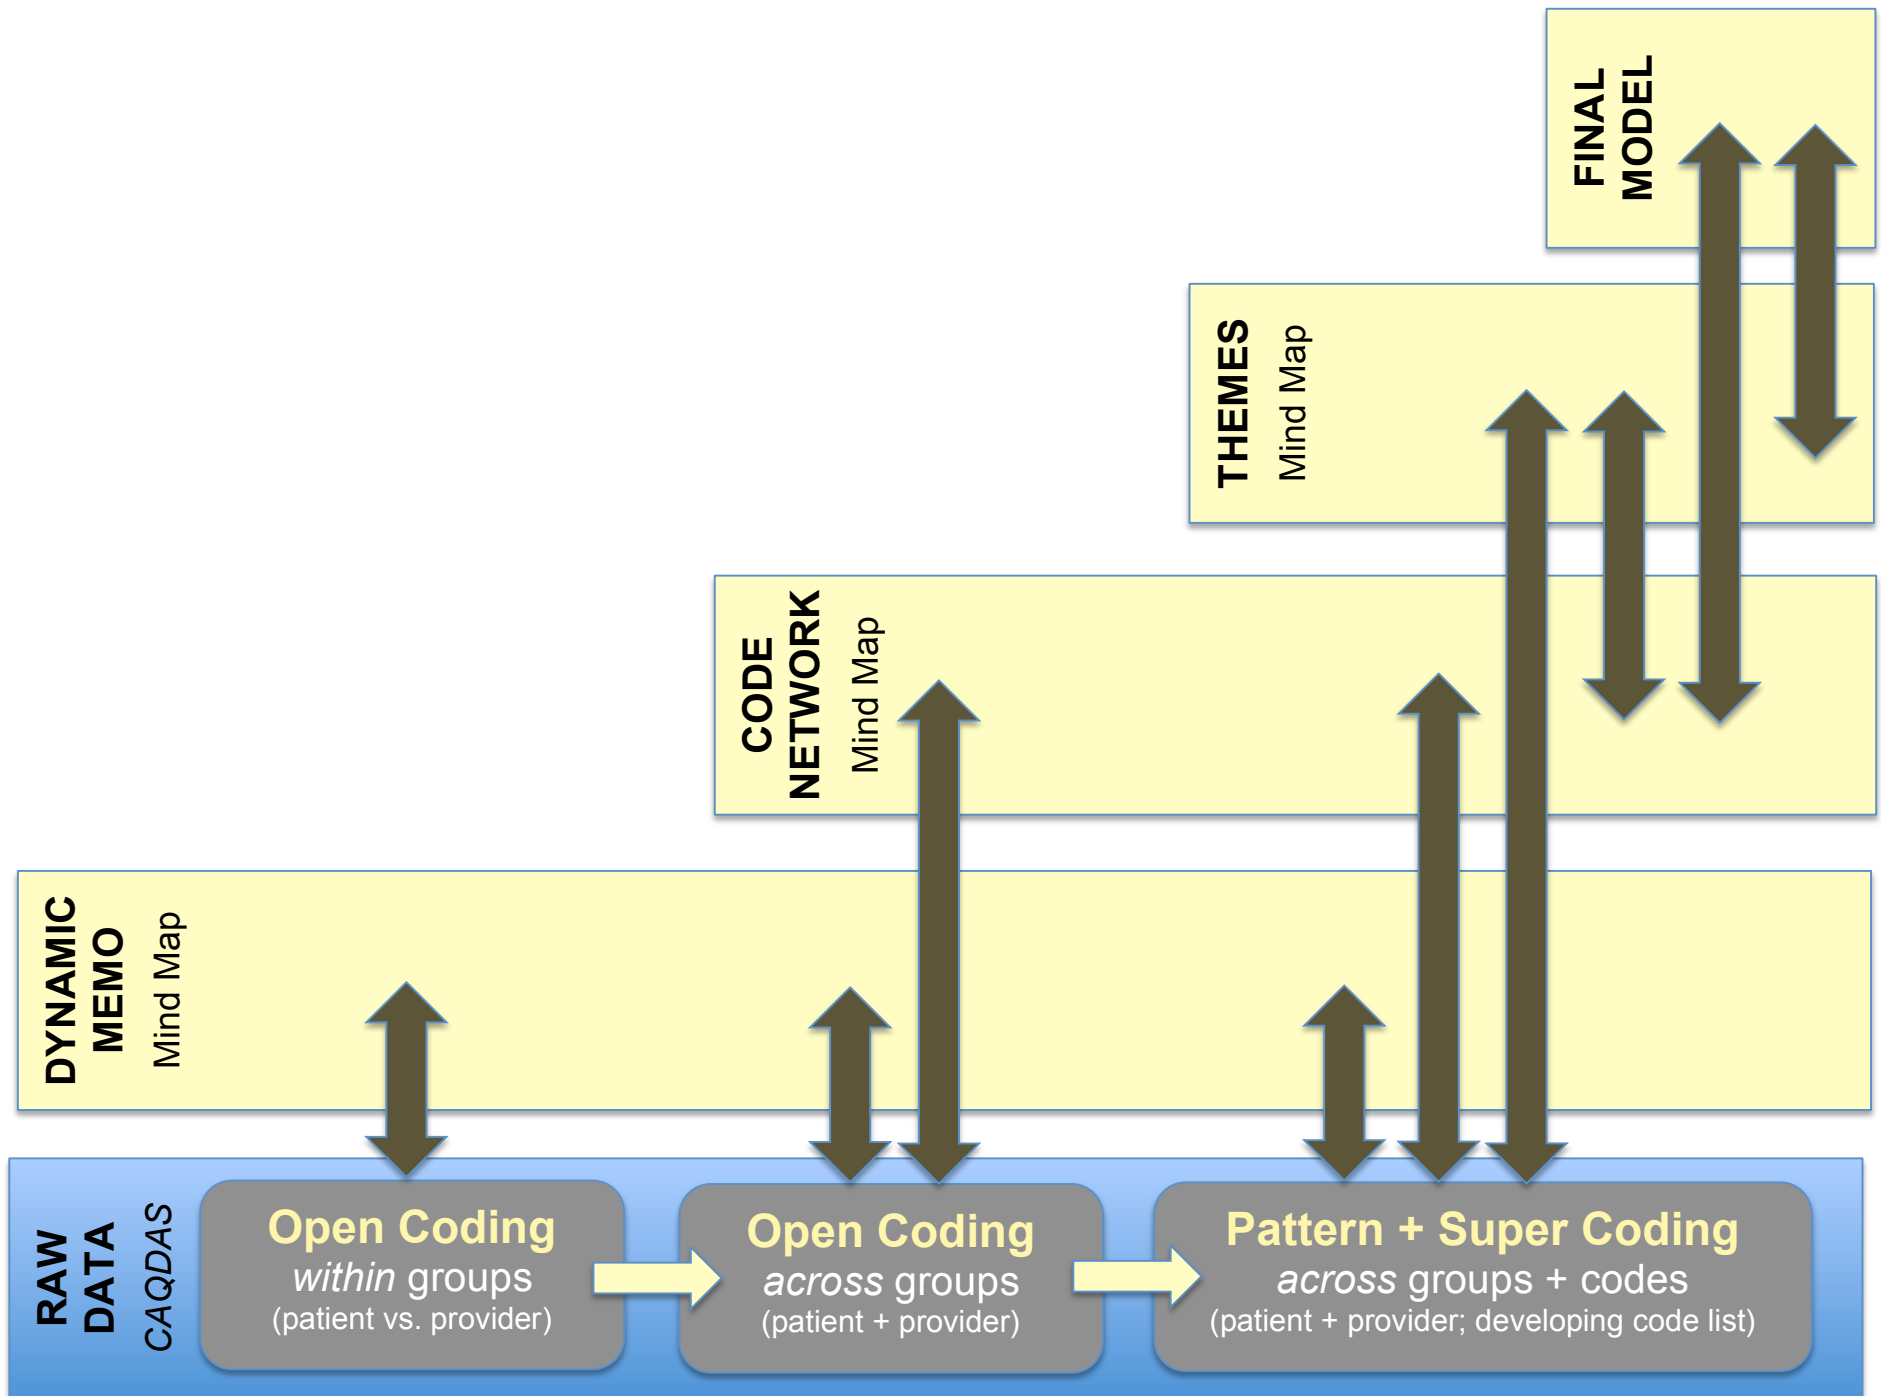 FINAL
MODEL
THEMES
Mind Map
CODE
NETWORK
Mind Map
DYNAMIC
MEMO
Mind Map
RAW
DATA
CAQDAS
Open Coding
within groups
(patient vs. provider)
Open Coding
across groups
(patient + provider)
Pattern + Super Coding
across groups + codes
(patient + provider; developing code list)